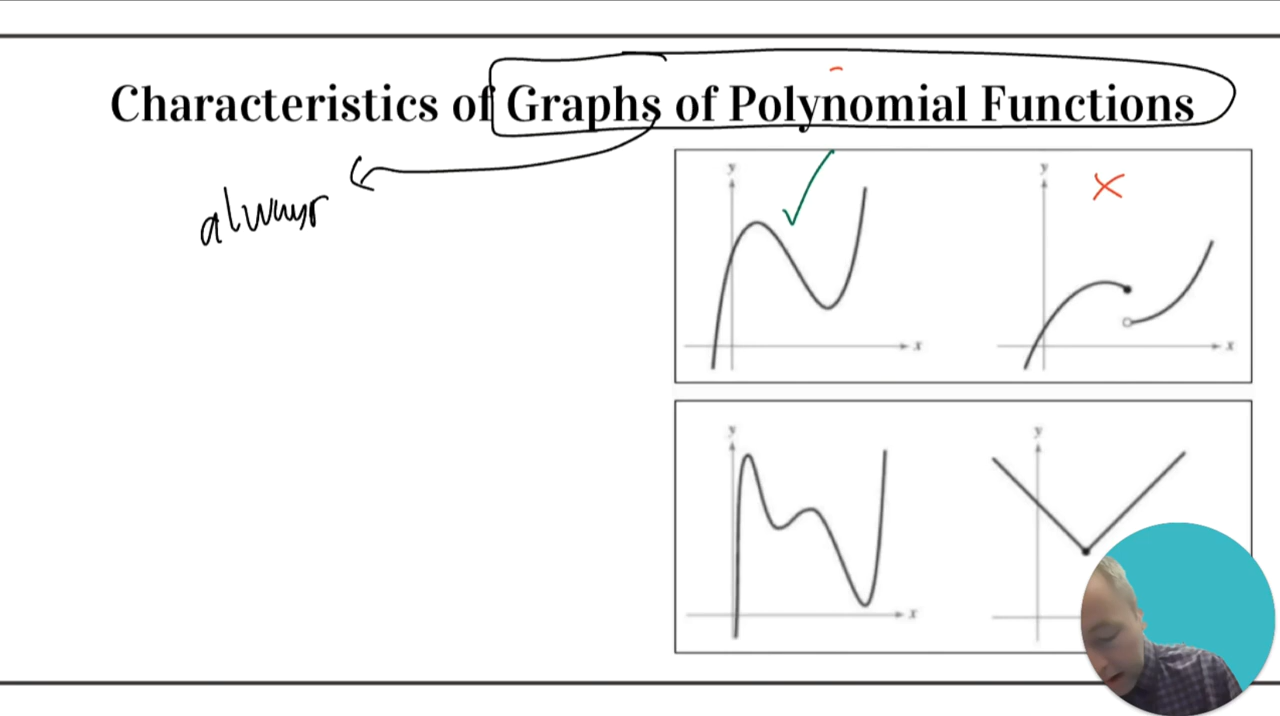 Characteristics of Graphs of Polynomial Functions
always
y
y
x
x
y
y
x